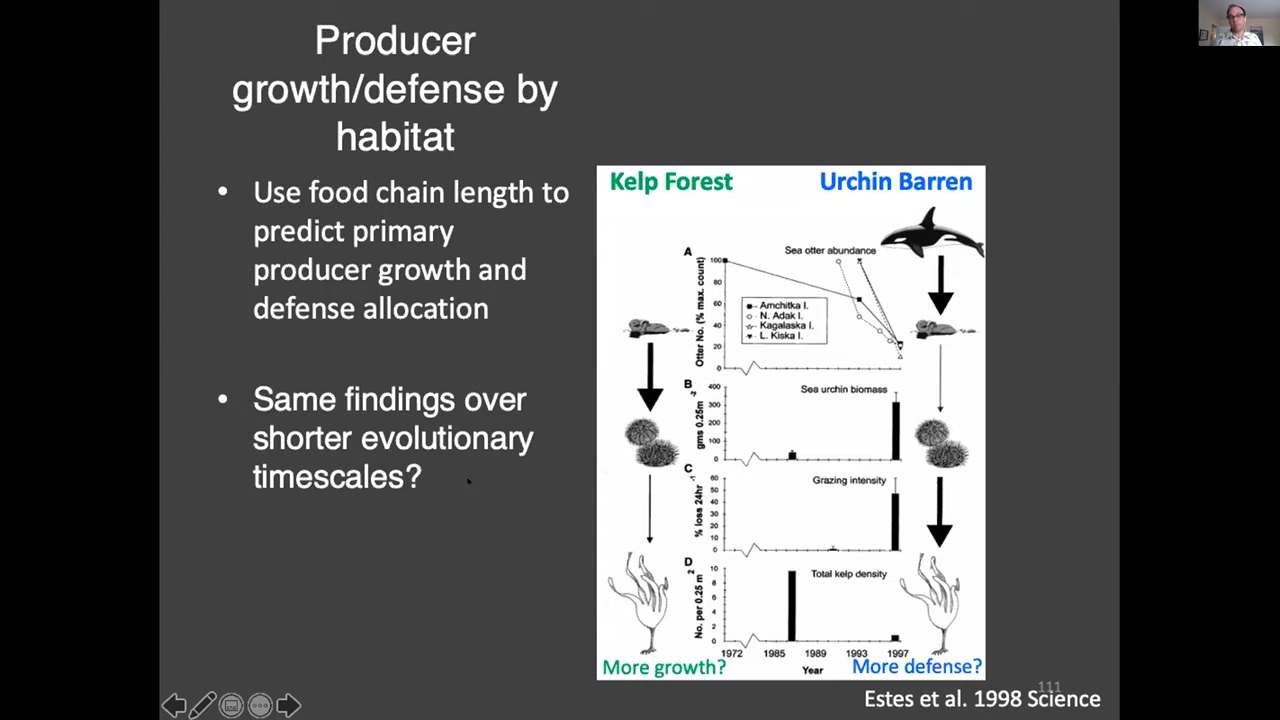 Producer
growth/defense by
habitat
• Use food chain length to
predict primary
producer growth and
defense allocation
• Same findings over
shorter evolutionary
timescales?
Kelp Forest
Urchin Barren
A
Sea otter abundance
Otter No. (% max. count)
100
80
60
40
20
0
Amchitka I.
N. Adak I.
Kagalaska I.
L. Kiska I.
B
Sea urchin biomass
gms 0.25m⁻²
400
300
200
100
0
C
Grazing intensity
% loss 24hr⁻¹
60
50
40
30
20
10
0
D
Total kelp density
No. per 0.25 m²
10
8
6
4
2
0
1972 1985 1989 1993 1997
Year
More growth?
More defense?
111
Estes et al. 1998 Science